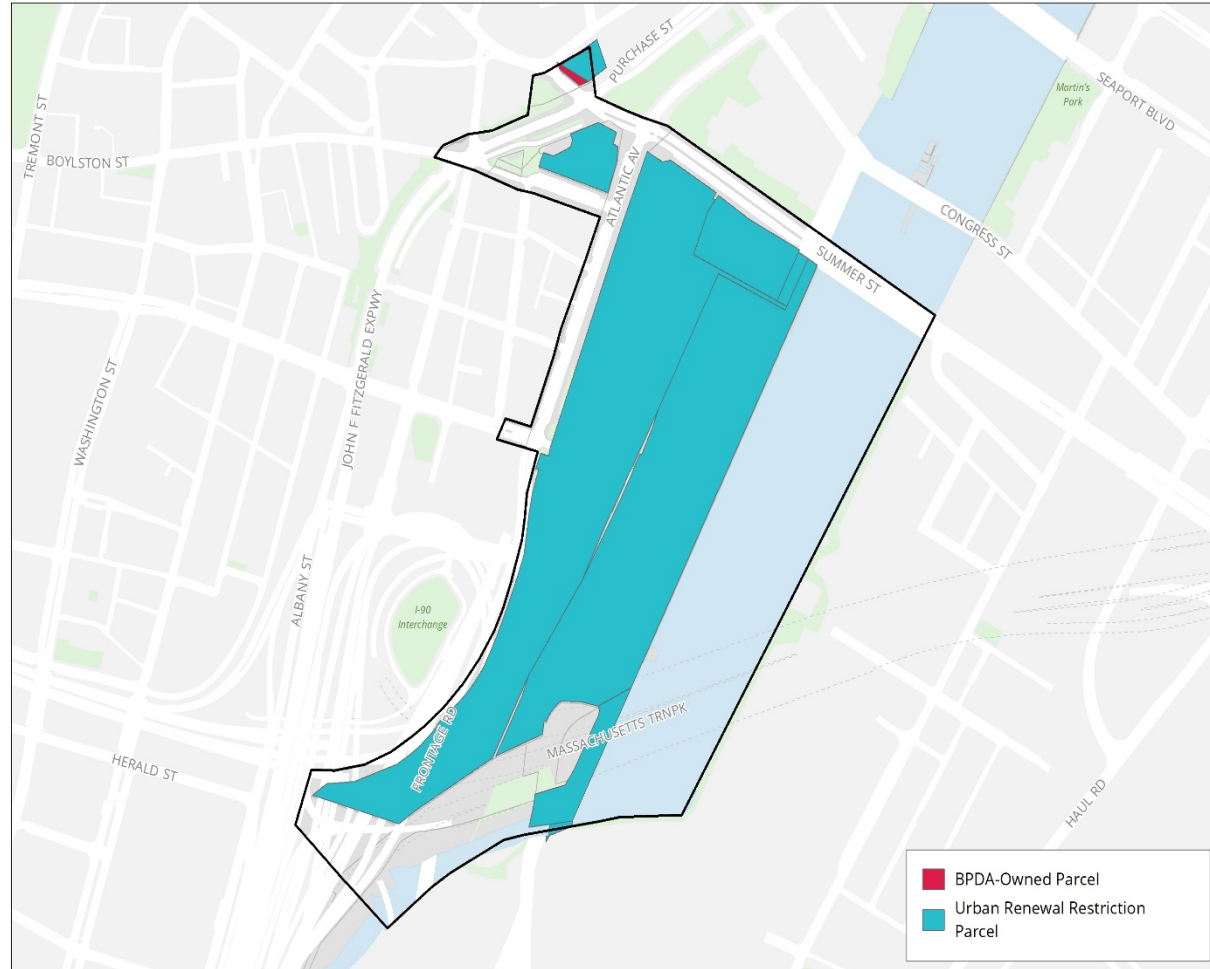 PURCHASE ST
SEAPORT BLVD
Martin's
Park
TREMONT ST
BOYLSTON ST
ATLANTIC AV
CONGRESS ST
SUMMER ST
JOHN F FITZGERALD EXPWY
WASHINGTON ST
ALBANY ST
I-90
Interchange
FRONTAGE RD
MASSACHUSETTS TRNPK
HERALD ST
HAUL RD
BPDA-Owned Parcel
Urban Renewal Restriction
Parcel